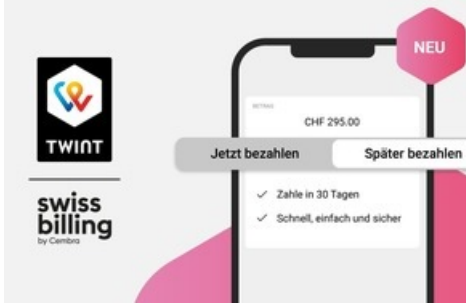 NEU
TWINT
swiss
billing
by Cembra
BETRAG
CHF 295.00
Jetzt bezahlen
Später bezahlen
Zahle in 30 Tagen
Schnell, einfach und sicher